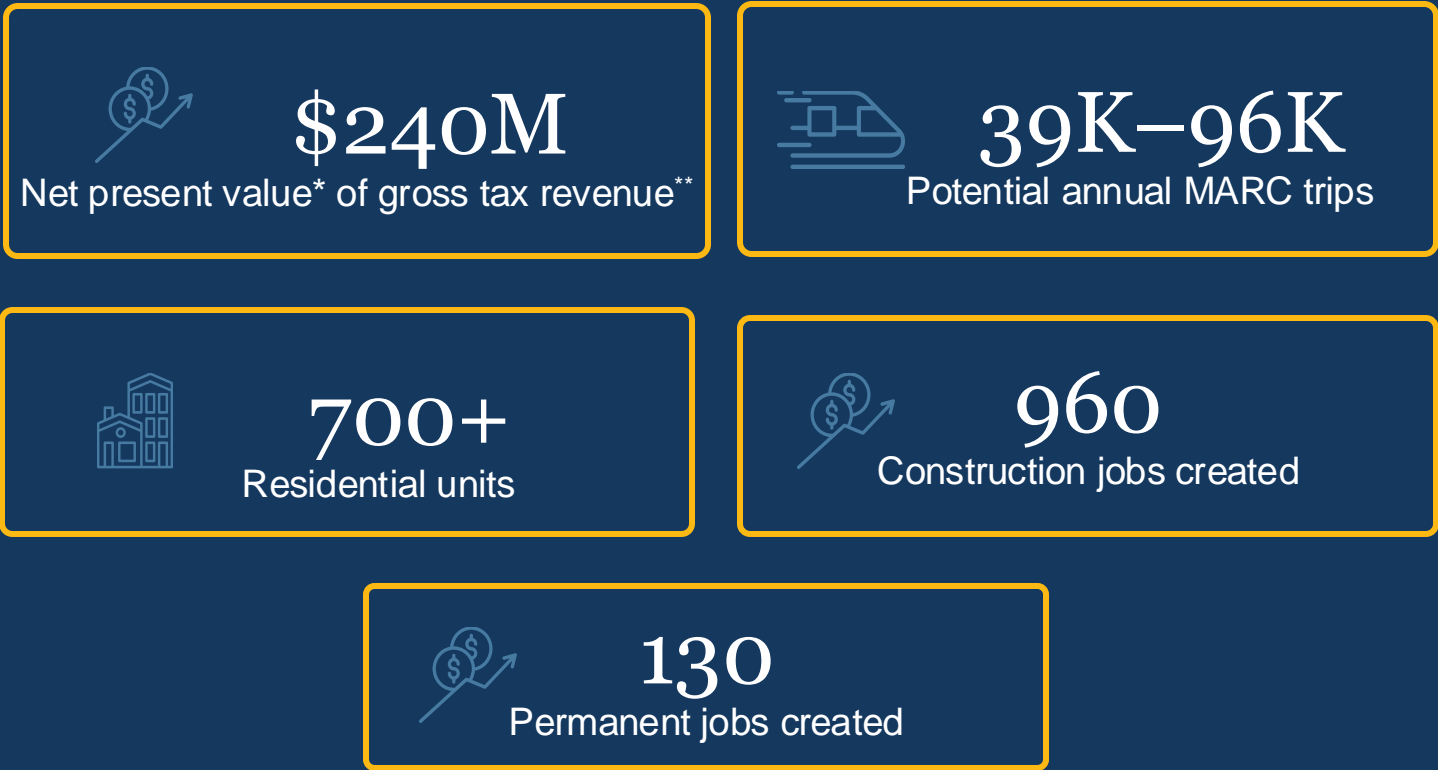 $240M
Net present value* of gross tax revenue**
39K–96K
Potential annual MARC trips
700+
Residential units
960
Construction jobs created
130
Permanent jobs created